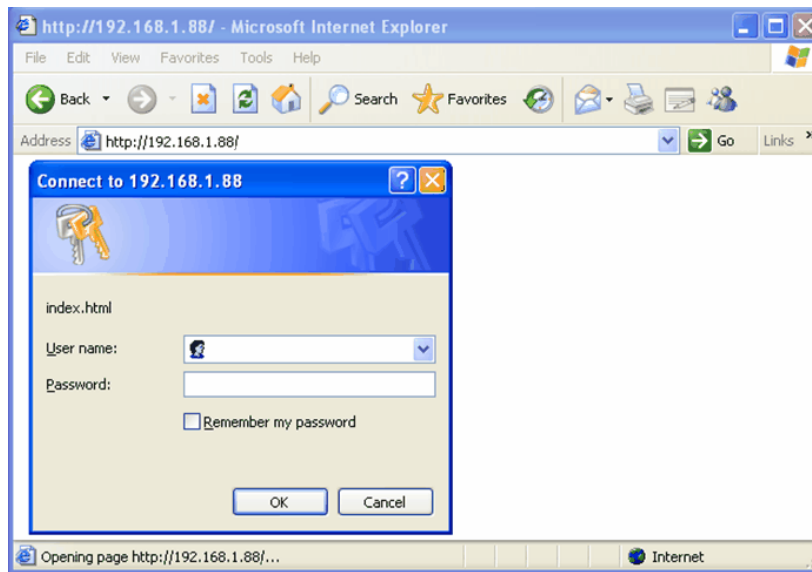 http://192.168.1.88/ - Microsoft Internet Explorer
File Edit View Favorites Tools Help
Back Search Favorites
Address http://192.168.1.88/ Go Links »
Connect to 192.168.1.88
index.html
User name:
Password:
Remember my password
OK Cancel
Opening page http://192.168.1.88/... Internet